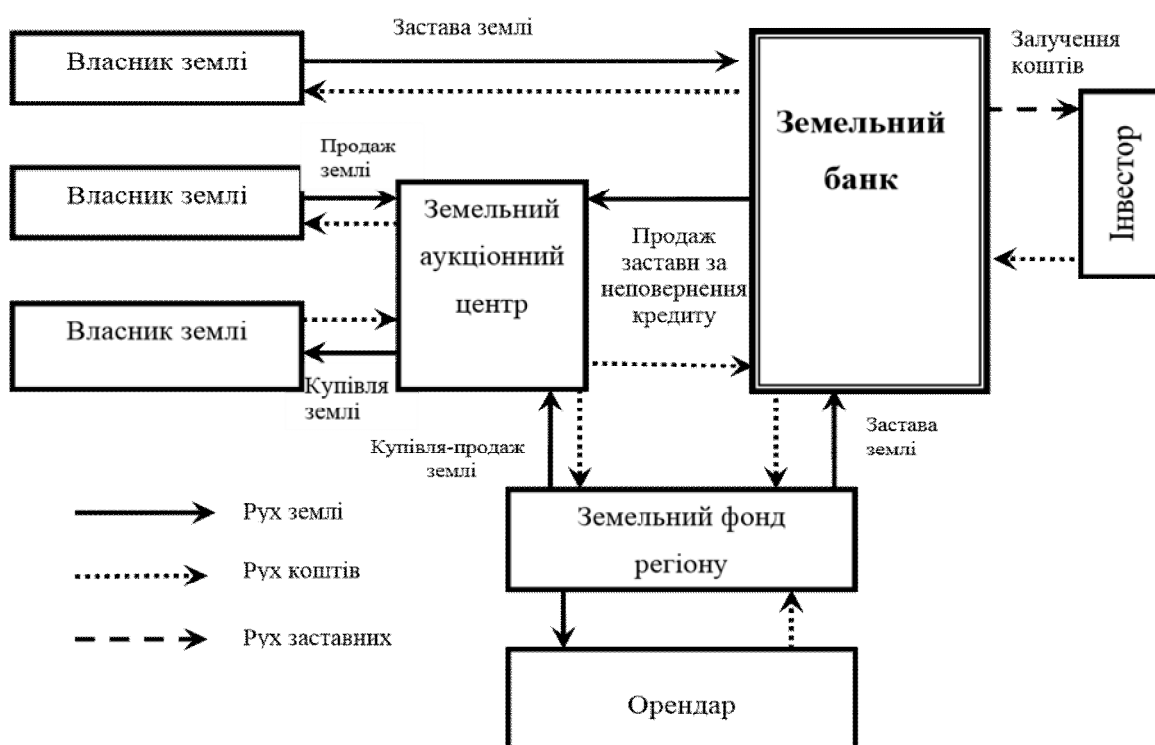 Застава землі
Власник землі
Залучення
коштів
Земельний
банк
Інвестор
Продаж
землі
Власник землі
Земельний
аукціонний
центр
Продаж
застави за
неповернення
кредиту
Власник землі
Купівля
землі
Купівля-продаж
землі
Застава
землі
Земельний фонд
регіону
Орендар
Рух землі
Рух коштів
Рух заставних